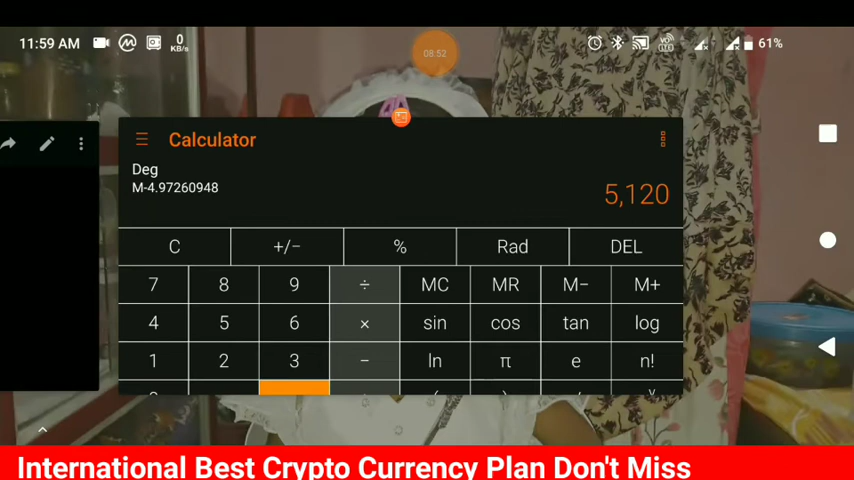 11:59 AM 0 KB/s 08:52 VO LTE 61%
Calculator
Deg
M-4.97260948
5,120
C +/− % Rad DEL
7 8 9 ÷ MC MR M− M+
4 5 6 × sin cos tan log
1 2 3 − ln π e n!
International Best Crypto Currency Plan Don't Miss